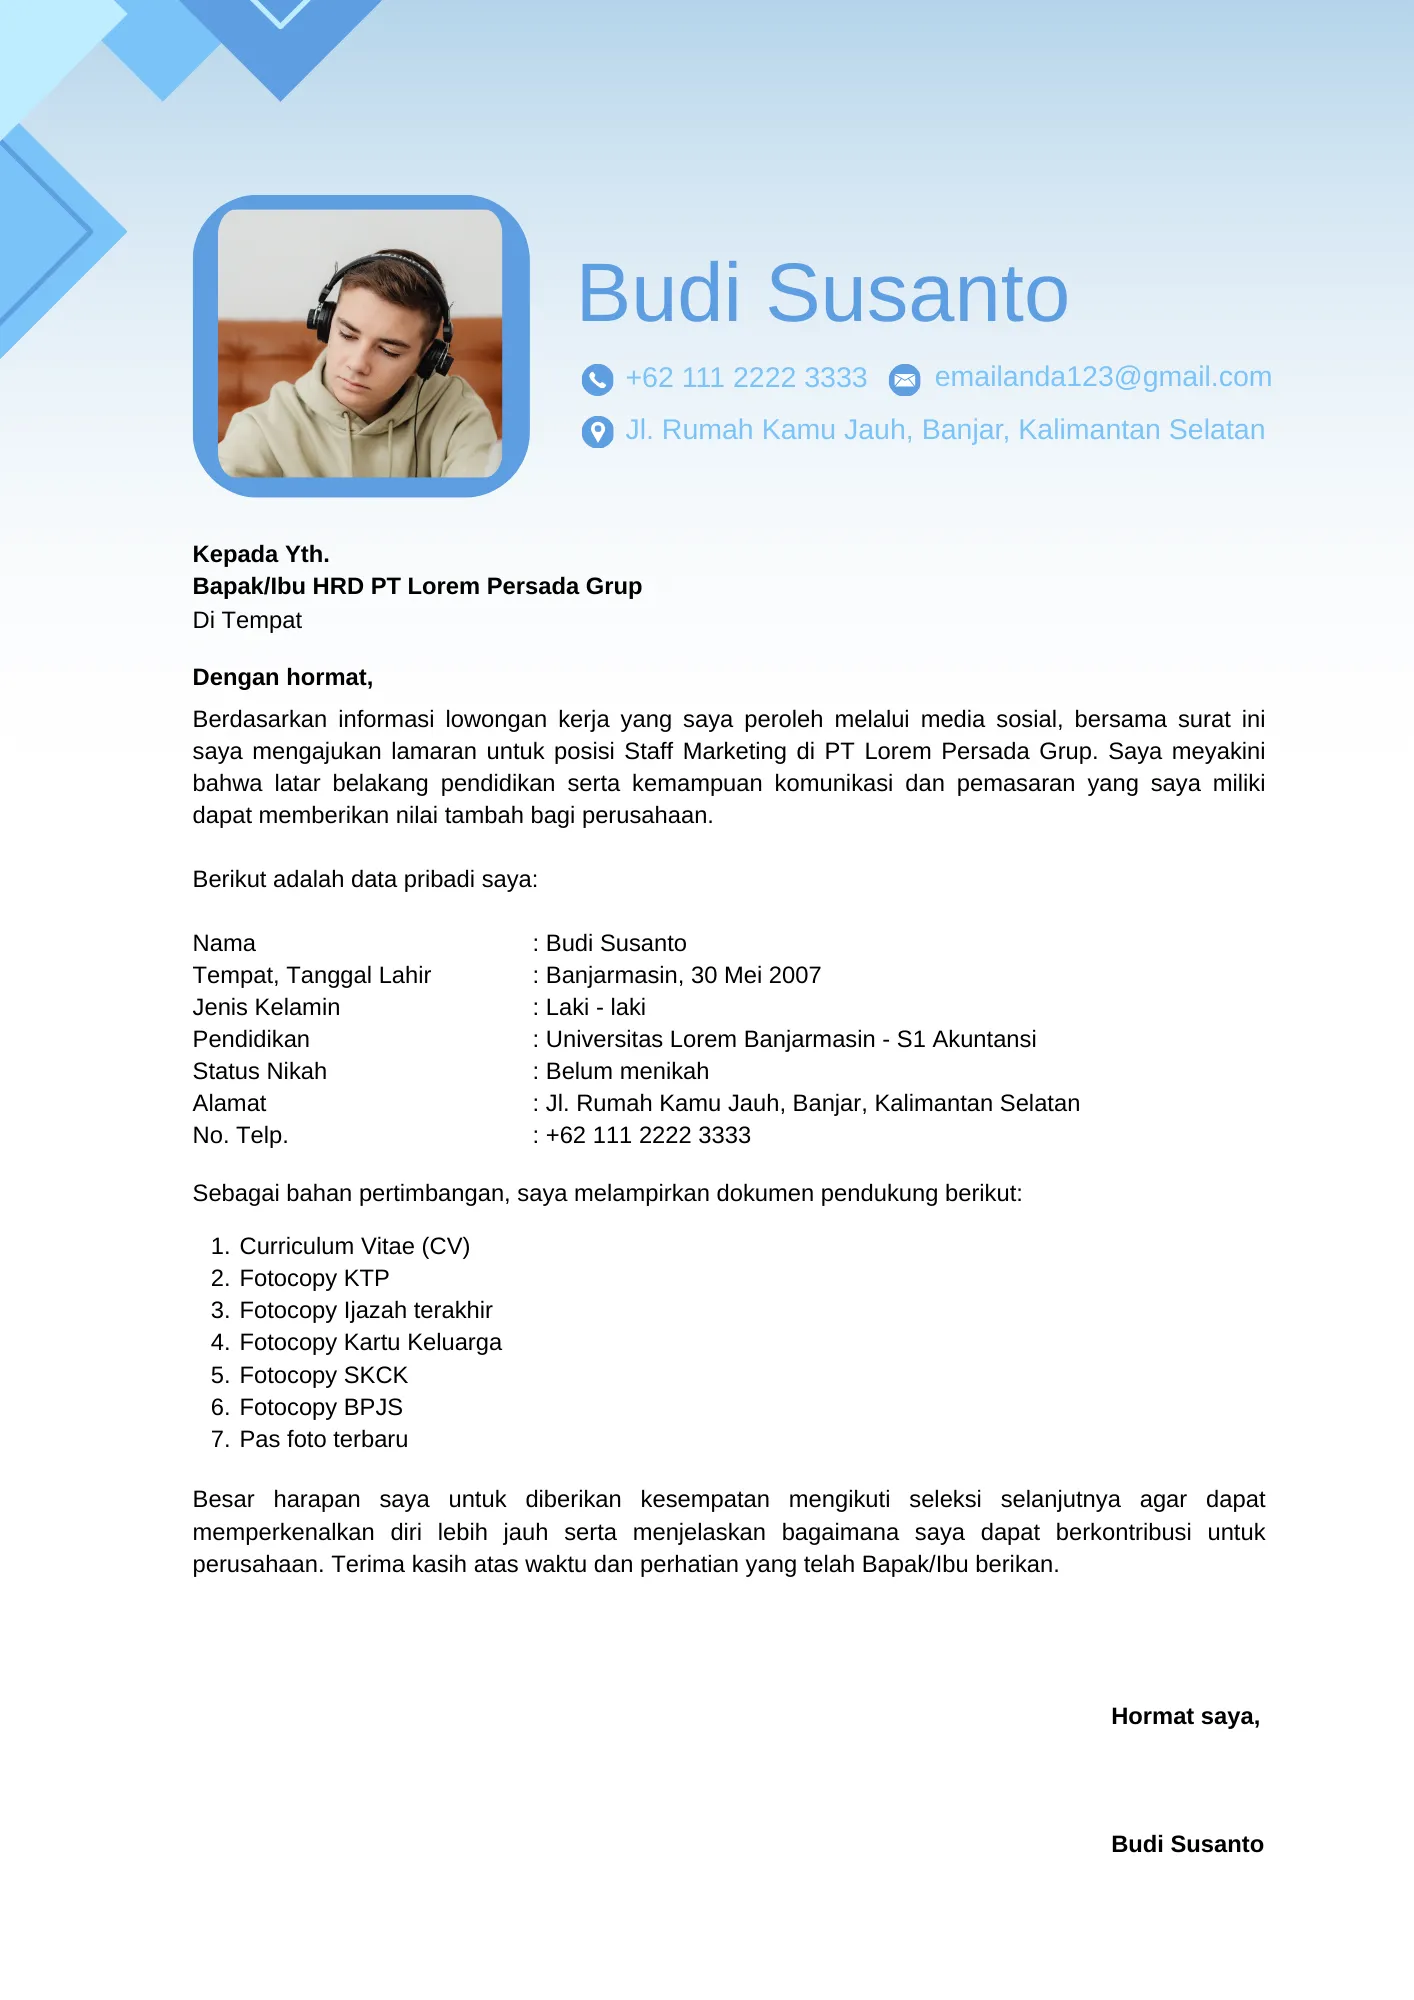 Budi Susanto
+62 111 2222 3333 emailanda123@gmail.com
Jl. Rumah Kamu Jauh, Banjar, Kalimantan Selatan
Kepada Yth.
Bapak/Ibu HRD PT Lorem Persada Grup
Di Tempat
Dengan hormat,
Berdasarkan informasi lowongan kerja yang saya peroleh melalui media sosial, bersama surat ini
saya mengajukan lamaran untuk posisi Staff Marketing di PT Lorem Persada Grup. Saya meyakini
bahwa latar belakang pendidikan serta kemampuan komunikasi dan pemasaran yang saya miliki
dapat memberikan nilai tambah bagi perusahaan.
Berikut adalah data pribadi saya:
Nama : Budi Susanto
Tempat, Tanggal Lahir : Banjarmasin, 30 Mei 2007
Jenis Kelamin : Laki - laki
Pendidikan : Universitas Lorem Banjarmasin - S1 Akuntansi
Status Nikah : Belum menikah
Alamat : Jl. Rumah Kamu Jauh, Banjar, Kalimantan Selatan
No. Telp. : +62 111 2222 3333
Sebagai bahan pertimbangan, saya melampirkan dokumen pendukung berikut:
1. Curriculum Vitae (CV)
2. Fotocopy KTP
3. Fotocopy Ijazah terakhir
4. Fotocopy Kartu Keluarga
5. Fotocopy SKCK
6. Fotocopy BPJS
7. Pas foto terbaru
Besar harapan saya untuk diberikan kesempatan mengikuti seleksi selanjutnya agar dapat
memperkenalkan diri lebih jauh serta menjelaskan bagaimana saya dapat berkontribusi untuk
perusahaan. Terima kasih atas waktu dan perhatian yang telah Bapak/Ibu berikan.
Hormat saya,
Budi Susanto